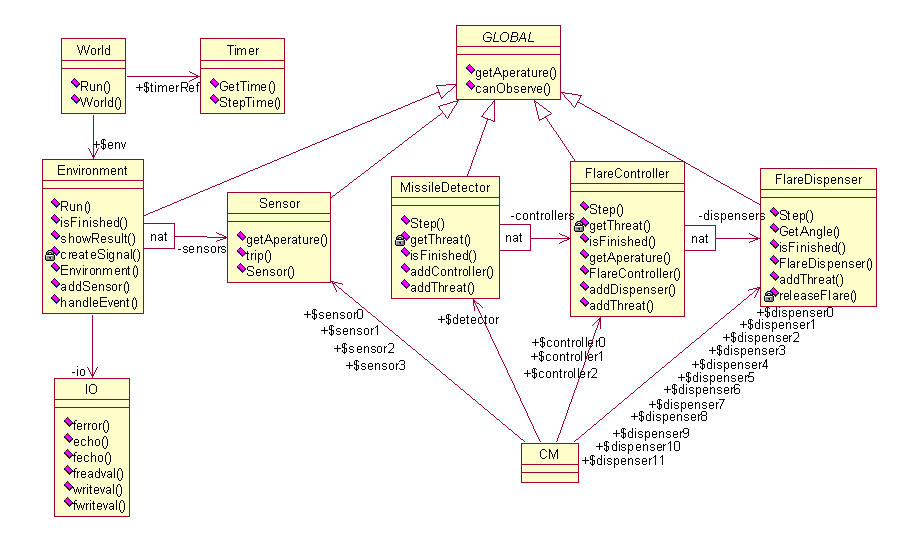 World
Run()
World()
Timer
GetTime()
StepTime()
+$timerRef
GLOBAL
getAperature()
canObserve()
+$env
Environment
Run()
isFinished()
showResult()
createSignal()
Environment()
addSensor()
handleEvent()
nat
-sensors
Sensor
getAperature()
trip()
Sensor()
MissileDetector
Step()
getThreat()
isFinished()
addController()
addThreat()
-controllers
nat
FlareController
Step()
getThreat()
isFinished()
getAperature()
FlareController()
addDispenser()
addThreat()
-dispensers
nat
FlareDispenser
Step()
GetAngle()
isFinished()
FlareDispenser()
addThreat()
releaseFlare()
-io
IO
ferror()
echo()
fecho()
freadval()
writeval()
fwriteval()
+$sensor0
+$sensor1
+$sensor2
+$sensor3
+$detector
+$controller0
+$controller1
+$controller2
+$dispenser0
+$dispenser1
+$dispenser2
+$dispenser3
+$dispenser4
+$dispenser5
+$dispenser6
+$dispenser7
+$dispenser8
+$dispenser9
+$dispenser10
+$dispenser11
CM